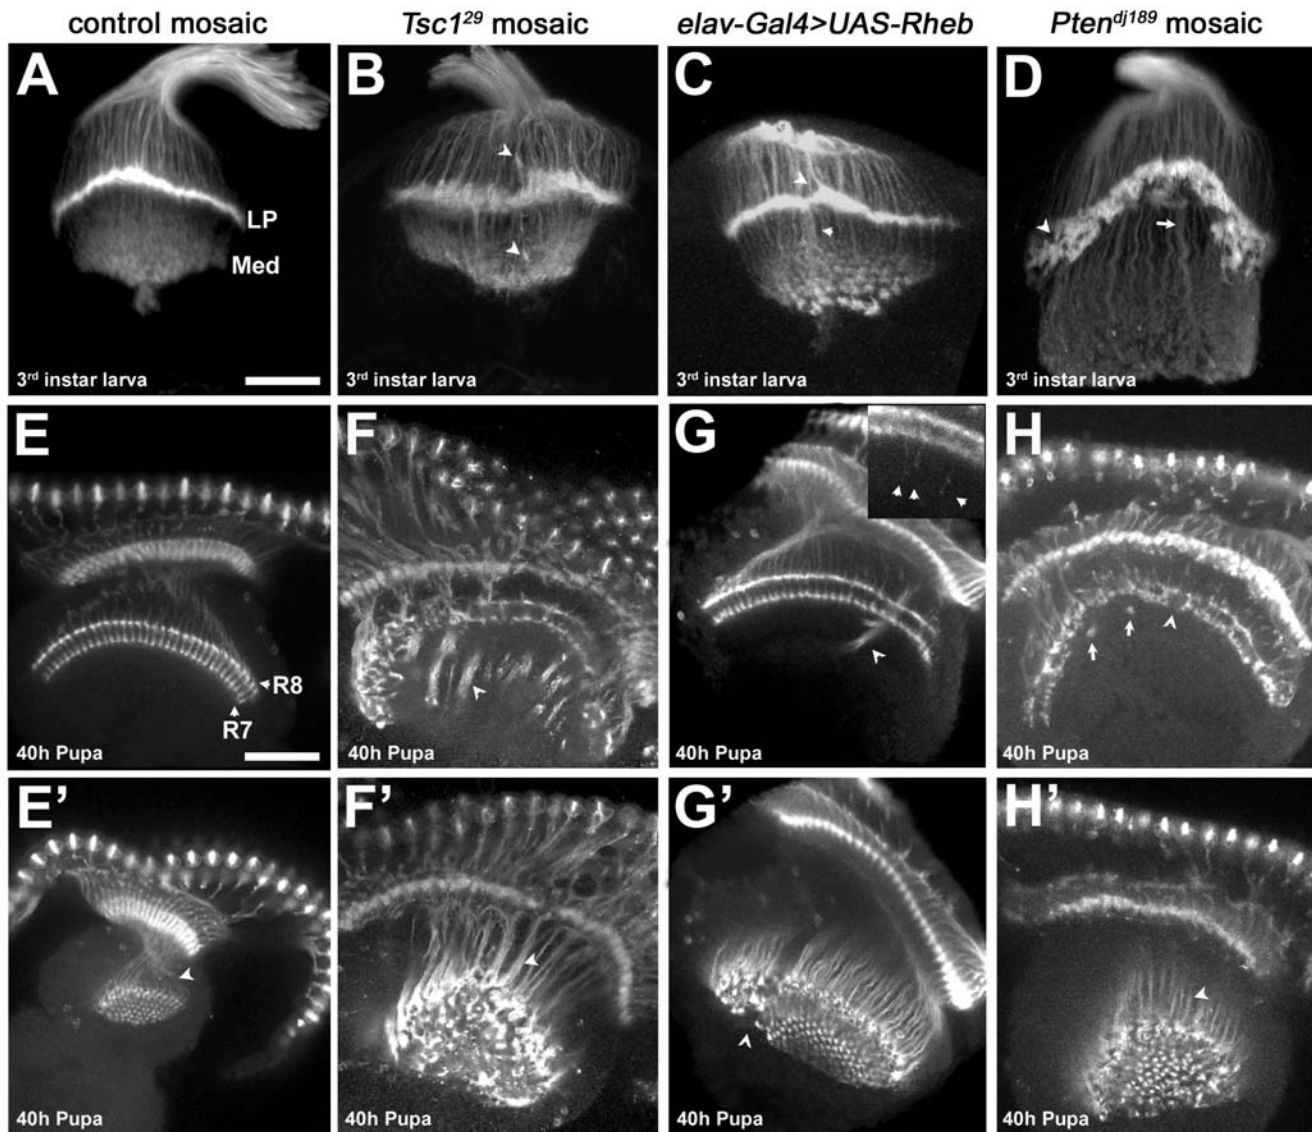 control mosaic
Tsc1²⁹ mosaic
elav-Gal4>UAS-Rheb
Ptenᵈʲ¹⁸⁹ mosaic
A
B
C
D
LP
Med
3ʳᵈ instar larva
3ʳᵈ instar larva
3ʳᵈ instar larva
3ʳᵈ instar larva
E
F
G
H
R8
R7
40h Pupa
40h Pupa
40h Pupa
40h Pupa
E'
F'
G'
H'
40h Pupa
40h Pupa
40h Pupa
40h Pupa